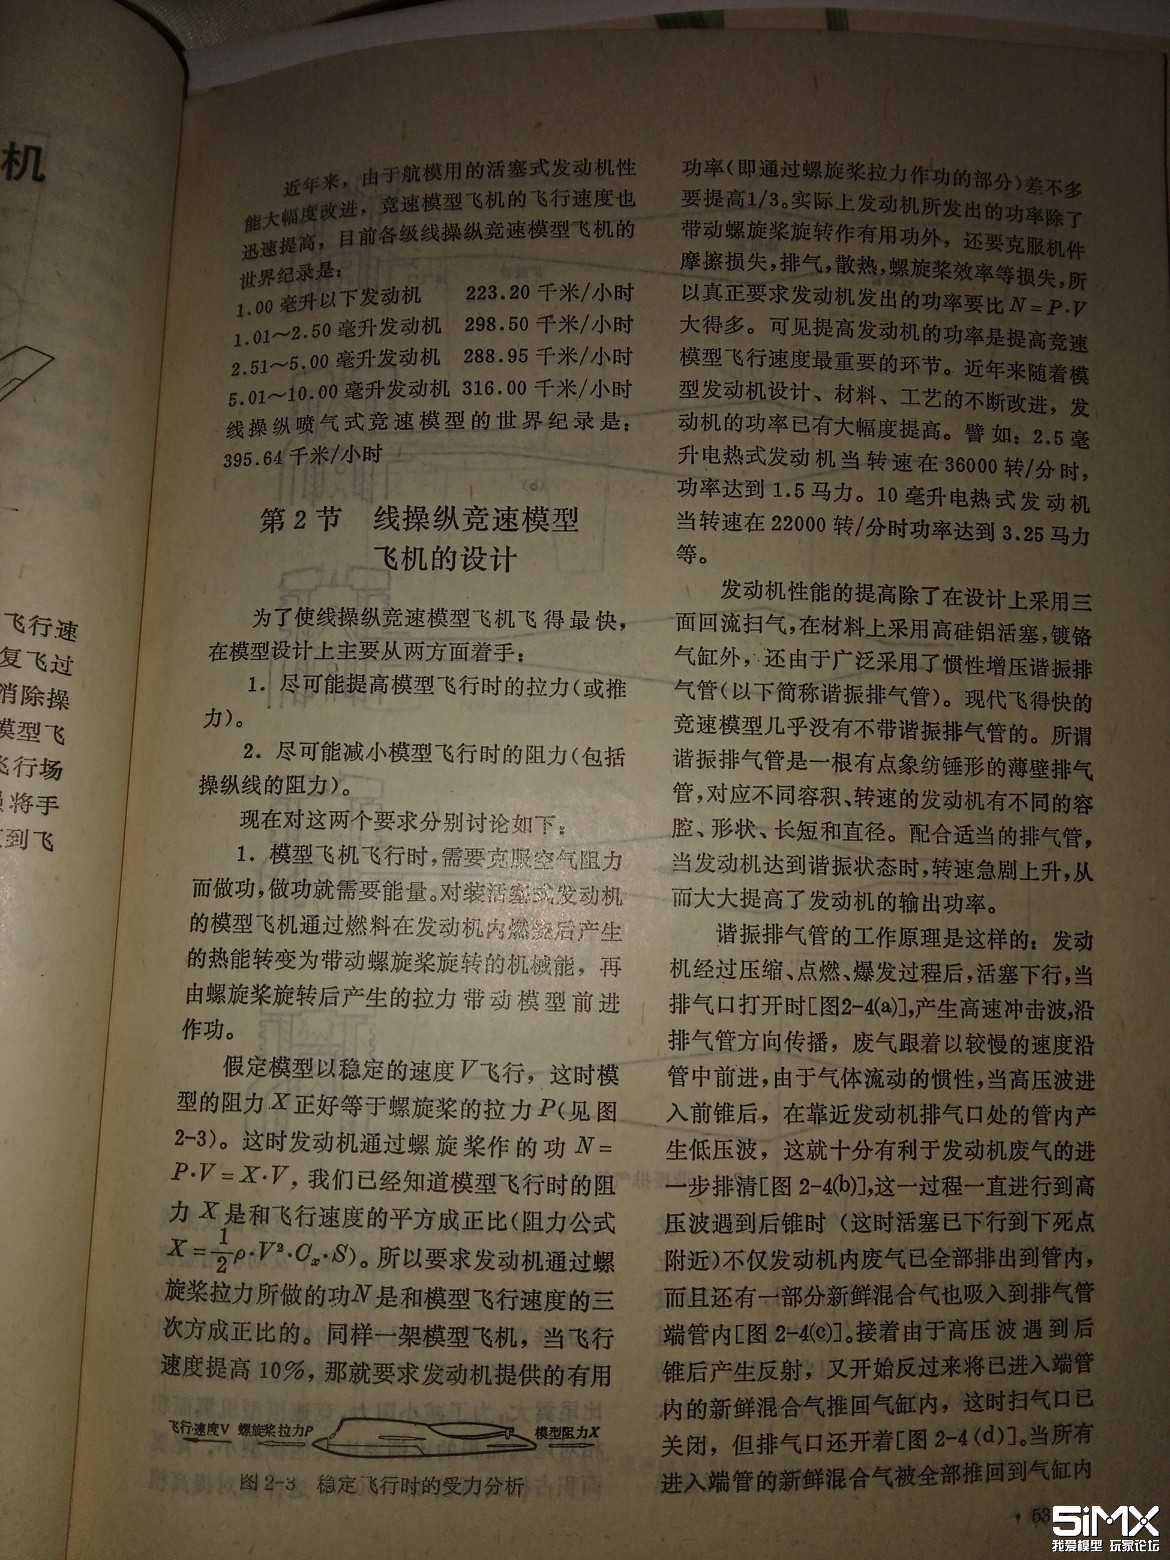 机
飞行速
复飞过
消除操
模型飞
飞行场
将手
到飞
近年来，由于航模用的活塞式发动机性
能大幅度改进，竞速模型飞机的飞行速度也
迅速提高，目前各级线操纵竞速模型飞机的
世界纪录是：
1.00 毫升以下发动机 223.20 千米/小时
1.01～2.50 毫升发动机 298.50 千米/小时
2.51～5.00 毫升发动机 288.95 千米/小时
5.01～10.00 毫升发动机 316.00 千米/小时
线操纵喷气式竞速模型的世界纪录是：
395.64 千米/小时
第 2 节 线操纵竞速模型
飞机的设计
为了使线操纵竞速模型飞机飞得最快，
在模型设计上主要从两方面着手：
1．尽可能提高模型飞行时的拉力(或推
力)。
2．尽可能减小模型飞行时的阻力(包括
操纵线的阻力)。
现在对这两个要求分别讨论如下：
1．模型飞机飞行时，需要克服空气阻力
而做功，做功就需要能量。对装活塞式发动机
的模型飞机通过燃料在发动机内燃烧后产生
的热能转变为带动螺旋桨旋转的机械能，再
由螺旋桨旋转后产生的拉力带动模型前进
作功。
假定模型以稳定的速度V飞行，这时模
型的阻力X正好等于螺旋桨的拉力P(见图
2-3)。这时发动机通过螺旋桨作的功 N＝
P·V＝X·V，我们已经知道模型飞行时的阻
力 X 是和飞行速度的平方成正比(阻力公式
X＝1/2ρ·V²·Cₓ·S)。所以要求发动机通过螺
旋桨拉力所做的功N是和模型飞行速度的三
次方成正比的。同样一架模型飞机，当飞行
速度提高10％，那就要求发动机提供的有用
飞行速度V 螺旋桨拉力P 模型阻力X
图2-3 稳定飞行时的受力分析
功率(即通过螺旋桨拉力作功的部分)差不多
要提高1/3。实际上发动机所发出的功率除了
带动螺旋桨旋转作有用功外，还要克服机件
摩擦损失，排气，散热，螺旋桨效率等损失，所
以真正要求发动机发出的功率要比N＝P·V
大得多。可见提高发动机的功率是提高竞速
模型飞行速度最重要的环节。近年来随着模
型发动机设计、材料、工艺的不断改进，发
动机的功率已有大幅度提高。譬如：2.5毫
升电热式发动机当转速在36000转/分时，
功率达到1.5马力。10毫升电热式发动机
当转速在22000转/分时功率达到3.25马力
等。
发动机性能的提高除了在设计上采用三
面回流扫气，在材料上采用高硅铝活塞，镀铬
气缸外，还由于广泛采用了惯性增压谐振排
气管(以下简称谐振排气管)。现代飞得快的
竞速模型几乎没有不带谐振排气管的。所谓
谐振排气管是一根有点象纺锤形的薄壁排气
管，对应不同容积、转速的发动机有不同的容
腔、形状、长短和直径。配合适当的排气管，
当发动机达到谐振状态时，转速急剧上升，从
而大大提高了发动机的输出功率。
谐振排气管的工作原理是这样的：发动
机经过压缩、点燃、爆发过程后，活塞下行，当
排气口打开时[图2-4(a)]，产生高速冲击波，沿
排气管方向传播，废气跟着以较慢的速度沿
管中前进，由于气体流动的惯性，当高压波进
入前锥后，在靠近发动机排气口处的管内产
生低压波，这就十分有利于发动机废气的进
一步排清[图2-4(b)]，这一过程一直进行到高
压波遇到后锥时（这时活塞已下行到下死点
附近)不仅发动机内废气已全部排出到管内，
而且还有一部分新鲜混合气也吸入到排气管
端管内[图2-4(c)]。接着由于高压波遇到后
锥后产生反射，又开始反过来将已进入端管
内的新鲜混合气推回气缸内，这时扫气口已
关闭，但排气口还开着[图2-4(d)]。当所有
进入端管的新鲜混合气被全部推回到气缸内
53
5iMX
我爱模型 玩家论坛